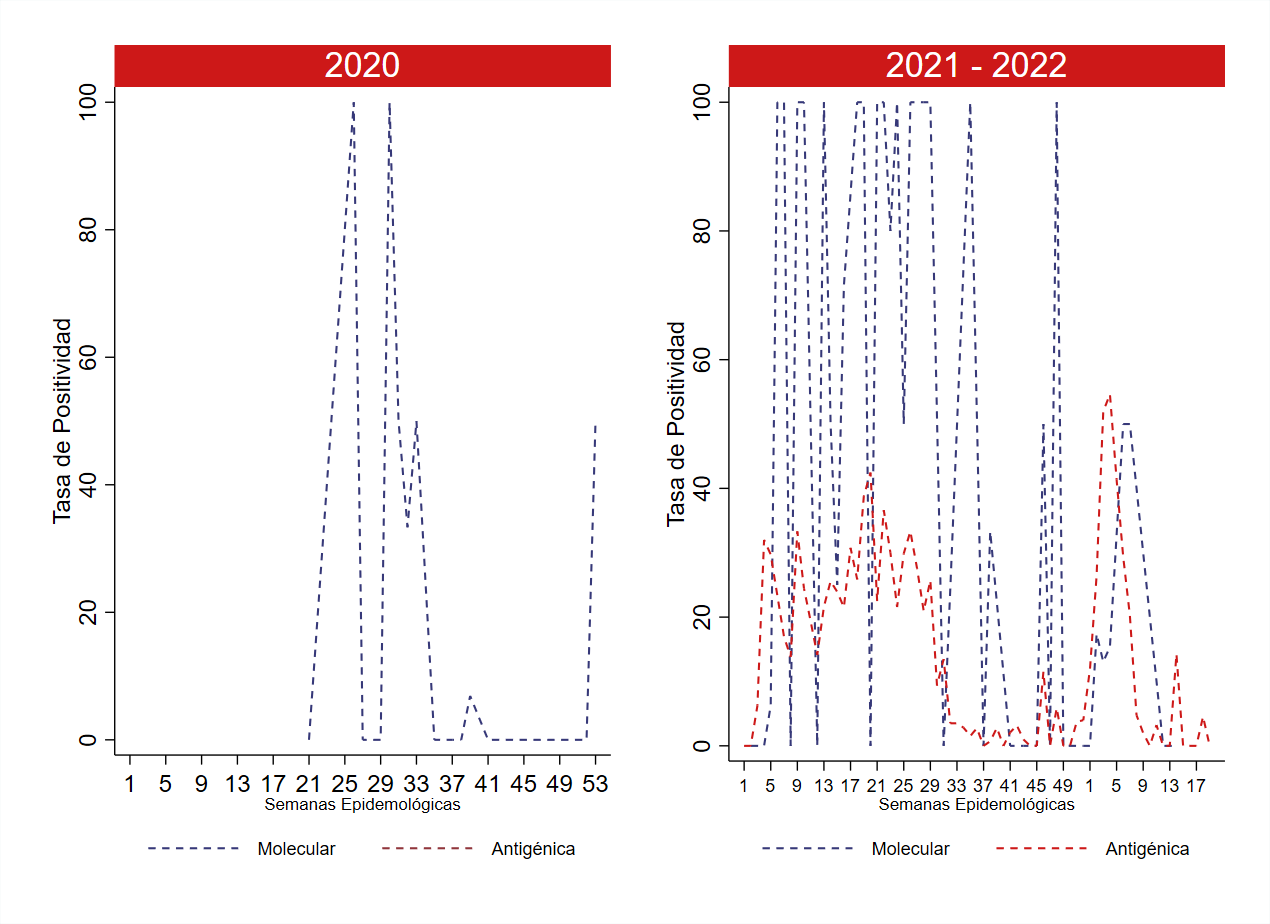 2020
Tasa de Positividad
100
80
60
40
20
0
1 5 9 13 17 21 25 29 33 37 41 45 49 53
Semanas Epidemológicas
Molecular Antigénica
2021 - 2022
Tasa de Positividad
100
80
60
40
20
0
1 5 9 13 17 21 25 29 33 37 41 45 49 1 5 9 13 17
Semanas Epidemológicas
Molecular Antigénica